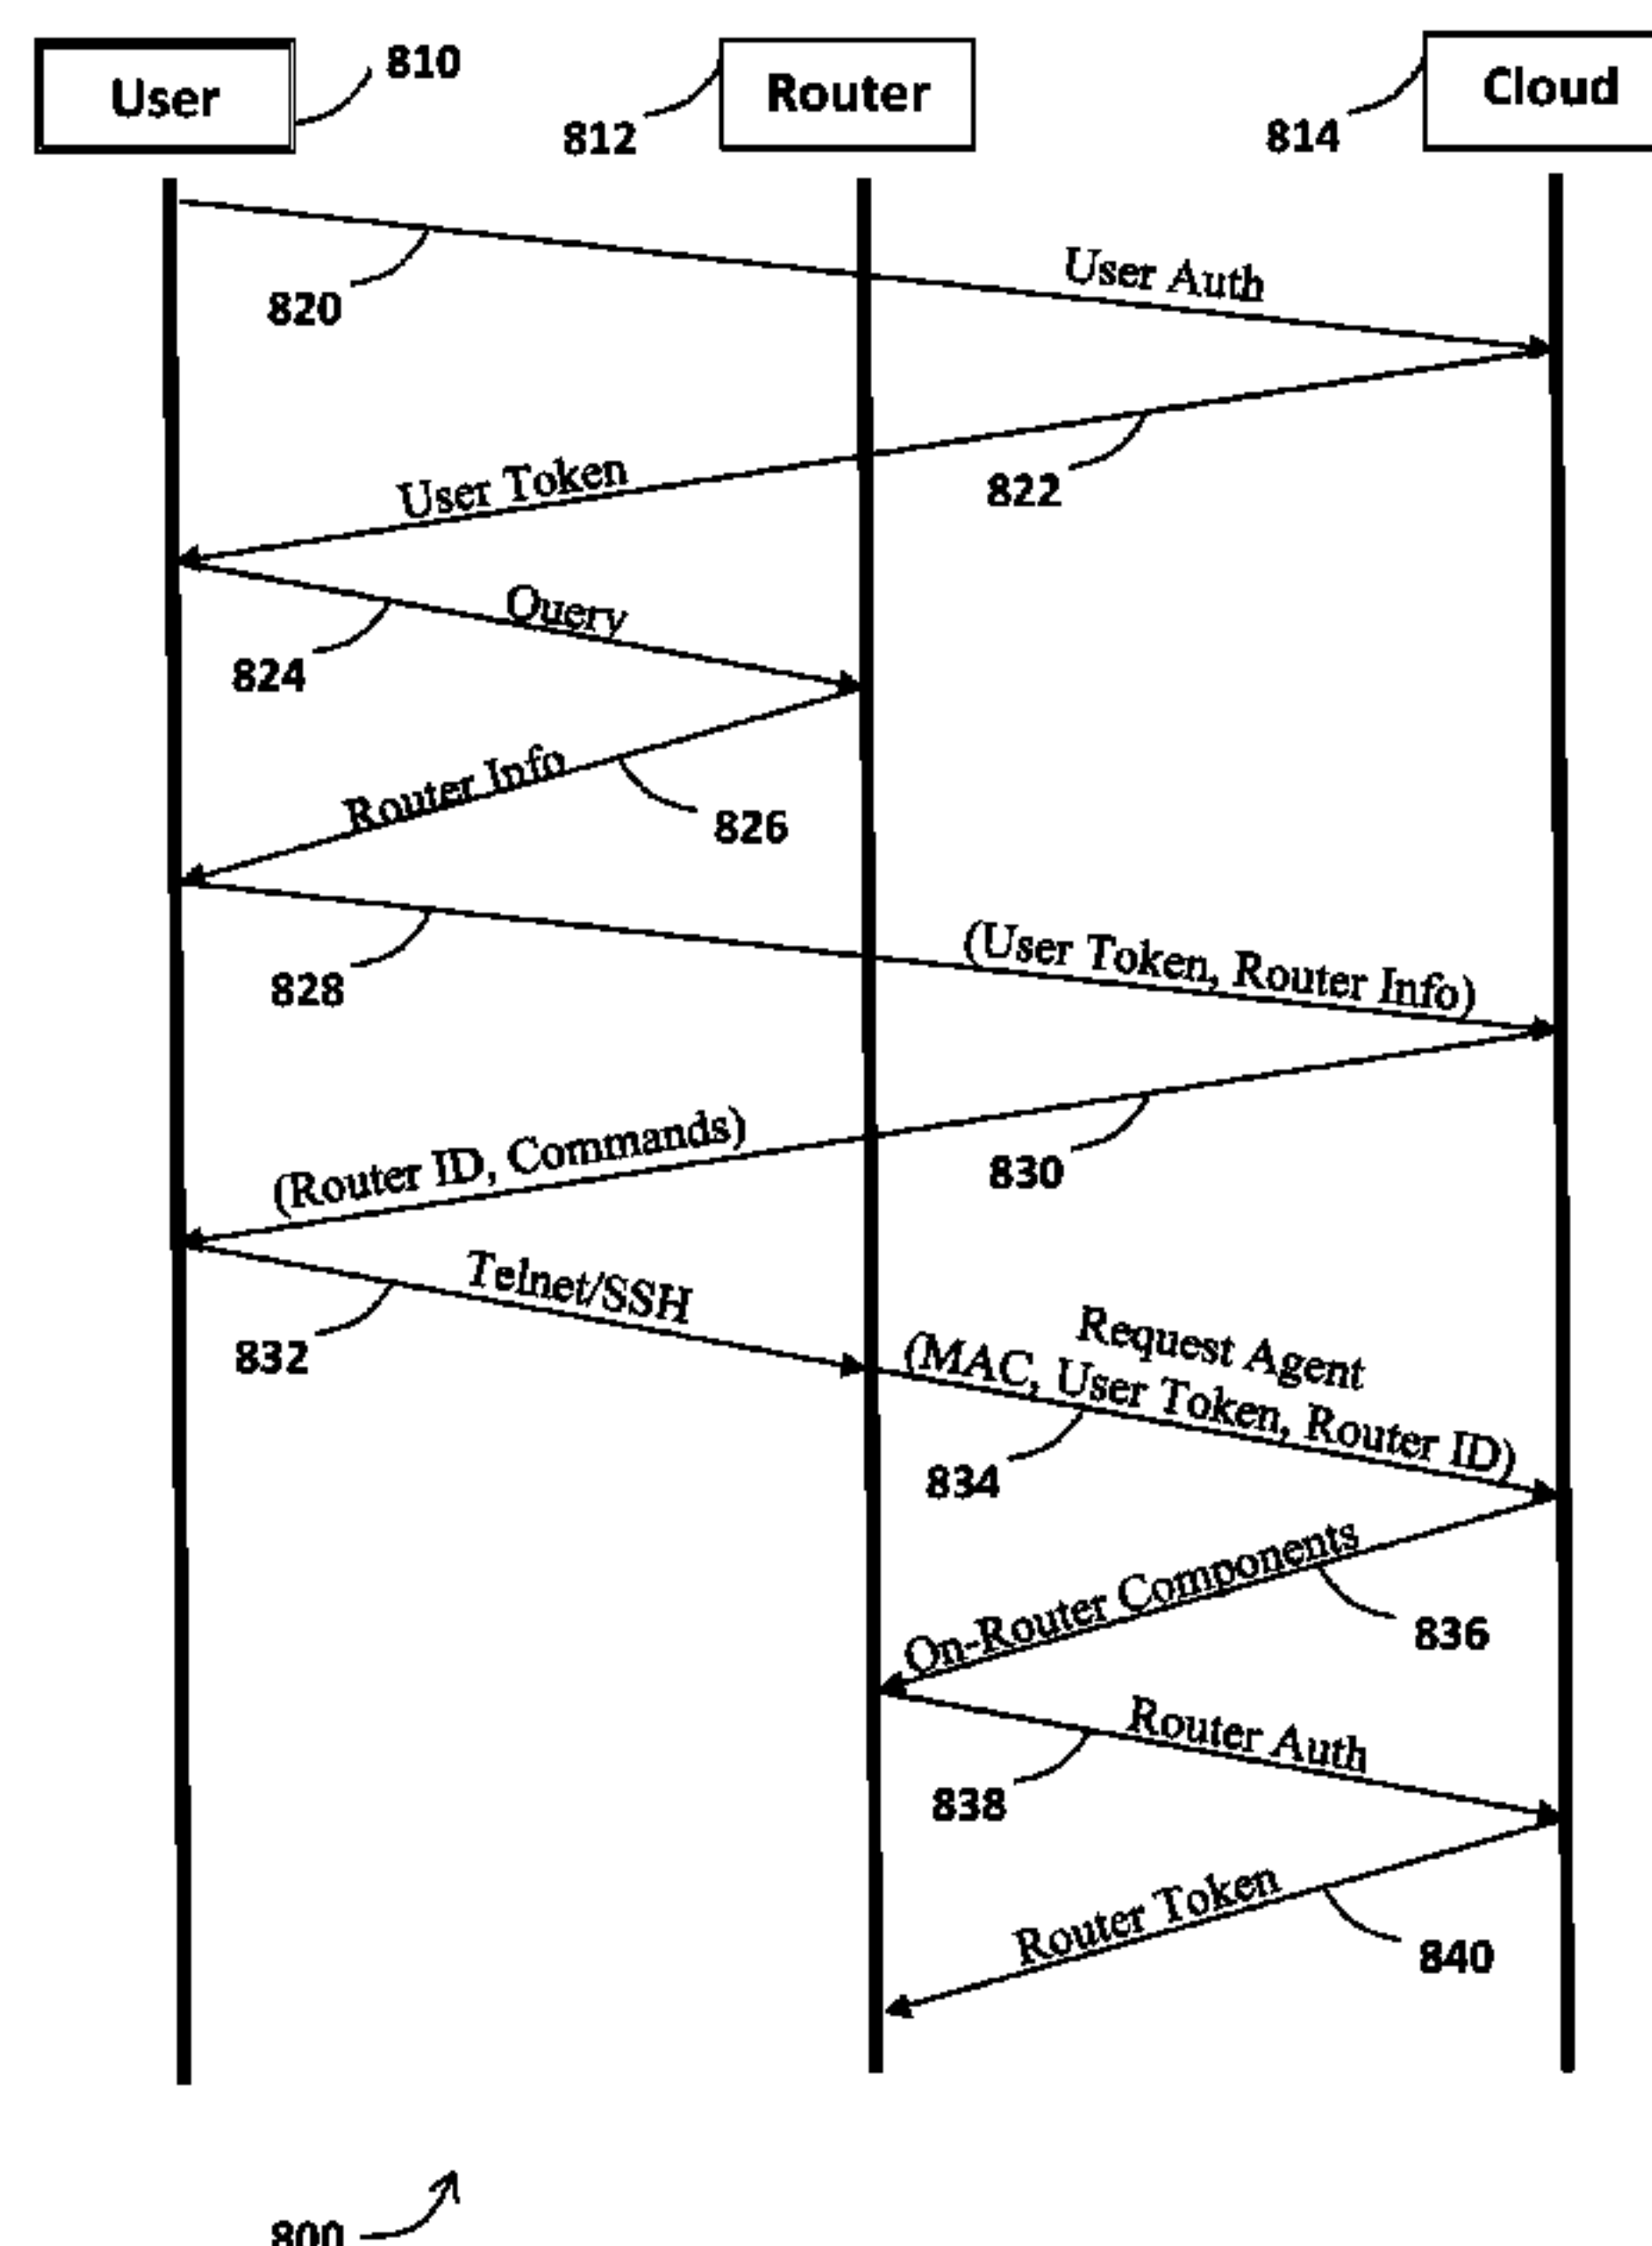 User
810
812
Router
814
Cloud
820
User Auth
822
User Token
Query
824
Router Info
826
828
(User Token, Router Info)
830
(Router ID, Commands)
Telnet/SSH
832
Request Agent
(MAC, User Token, Router ID)
834
On-Router Components
836
Router Auth
838
Router Token
840
800